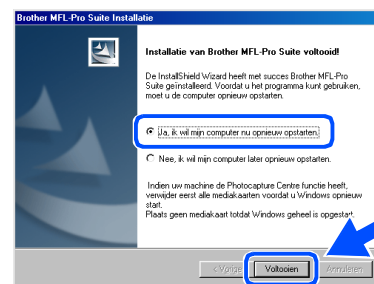 Brother MFL-Pro Suite Installatie
Installatie van Brother MFL-Pro Suite voltooid!
De InstallShield Wizard heeft met succes Brother MFL-Pro
Suite geïnstalleerd. Voordat u het programma kunt gebruiken,
moet u de computer opnieuw opstarten.
Ja, ik wil mijn computer nu opnieuw opstarten.
Nee, ik wil mijn computer later opnieuw opstarten.
Indien uw machine de Photocapture Centre functie heeft,
verwijder eerst alle mediakaarten voordat u Windows opnieuw
start.
Plaats geen mediakaart totdat Windows geheel is opgestart.
< Vorige Voltooien Annuleren